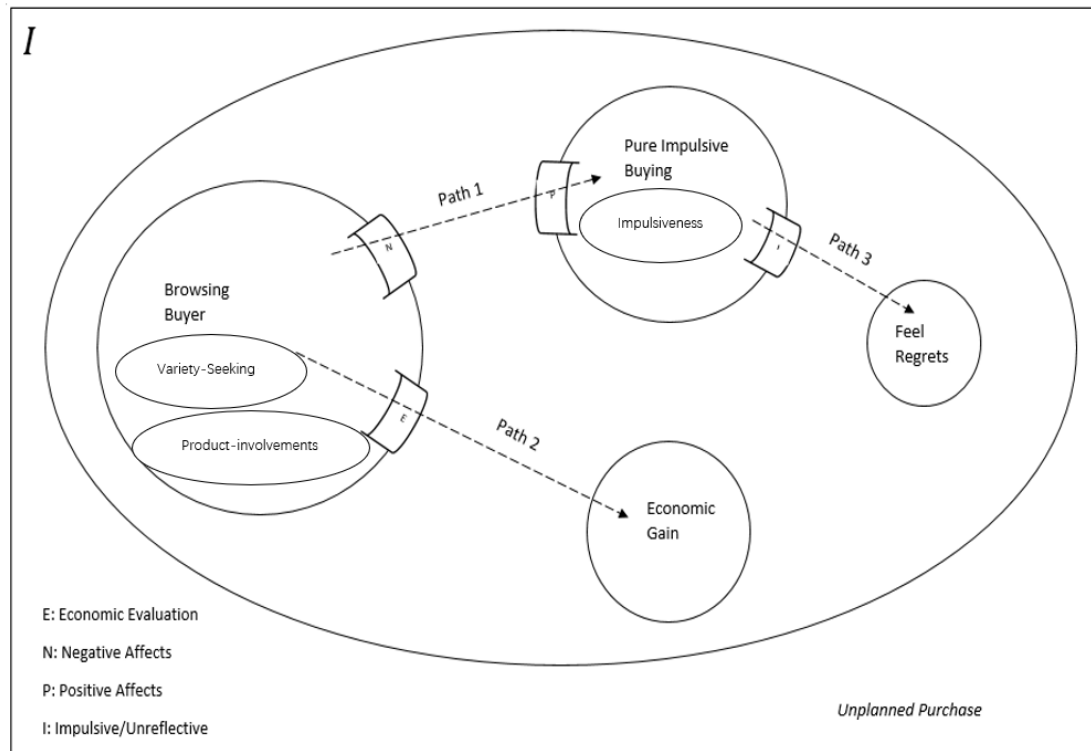 I
Pure Impulsive
Buying
Path 1
P
Impulsiveness
N
I
Path 3
Browsing
Buyer
Feel
Regrets
Variety-Seeking
E
Product-involvements
Path 2
Economic
Gain
E: Economic Evaluation
N: Negative Affects
P: Positive Affects
I: Impulsive/Unreflective
Unplanned Purchase